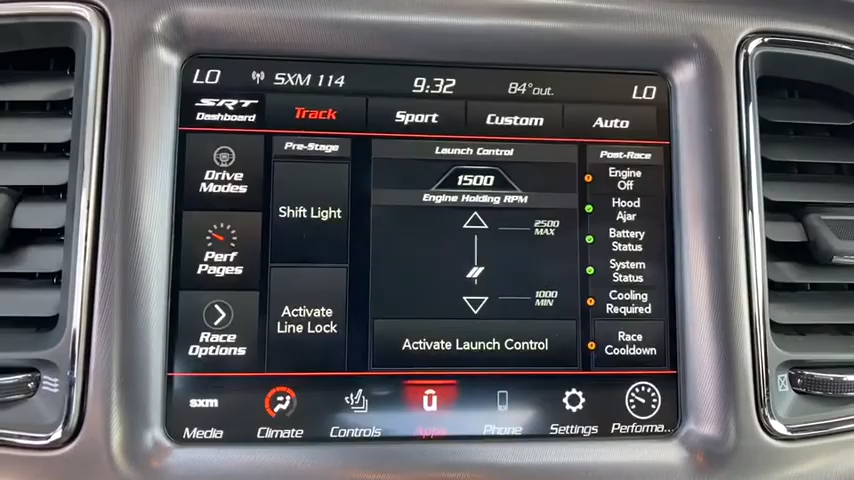 LO
SXM 114
9:32
84°out.
LO
SRT
Dashboard
Track
Sport
Custom
Auto
Drive
Modes
Perf
Pages
Race
Options
Pre-Stage
Shift Light
Activate
Line Lock
Launch Control
1500
Engine Holding RPM
2500
MAX
1000
MIN
Activate Launch Control
Post-Race
Engine
Off
Hood
Ajar
Battery
Status
System
Status
Cooling
Required
Race
Cooldown
sxm
Media
Climate
Controls
ū
Apps
Phone
Settings
Performa...